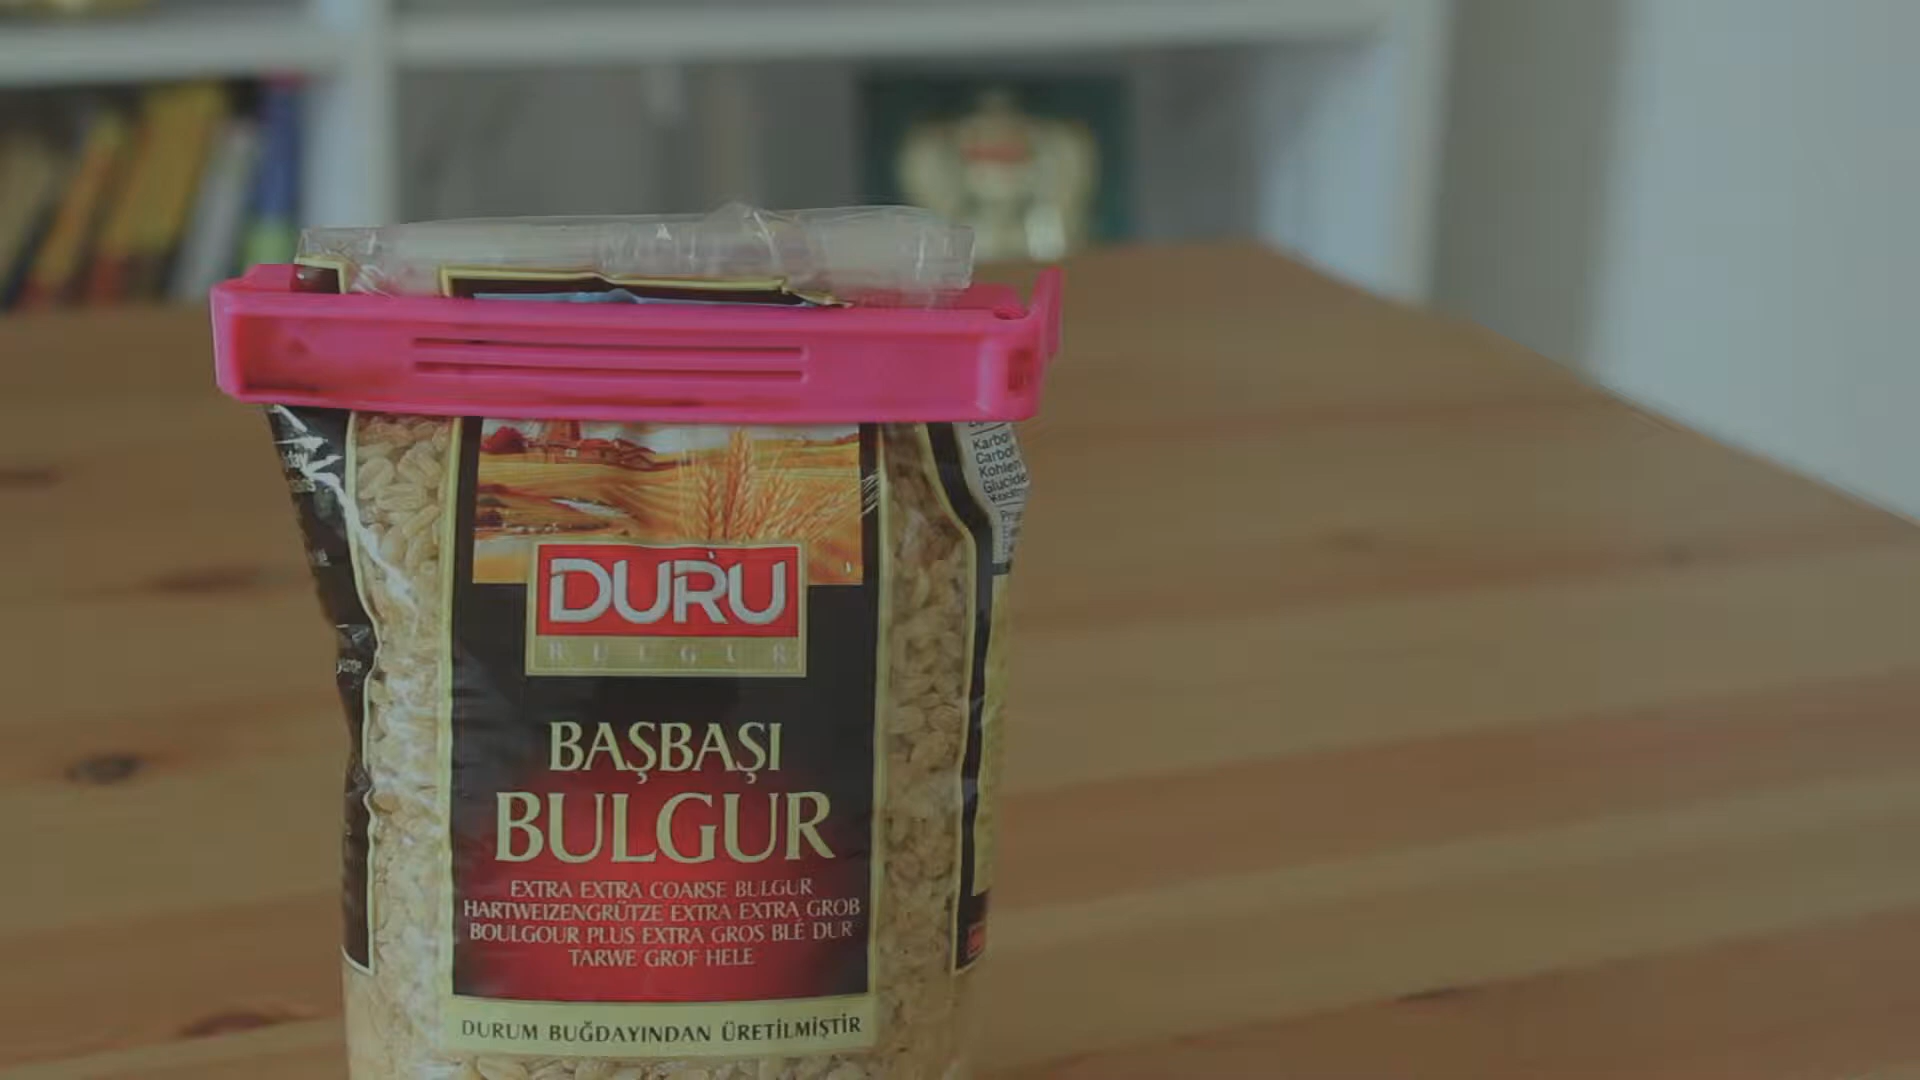 DURU
BULGUR
BAŞBAŞI
BULGUR
EXTRA EXTRA COARSE BULGUR
HARTWEIZENGRÜTZE EXTRA EXTRA GROB
BOULGOUR PLUS EXTRA GROS BLÉ DUR
TARWE GROF HELE
DURUM BUĞDAYINDAN ÜRETİLMİŞTİR